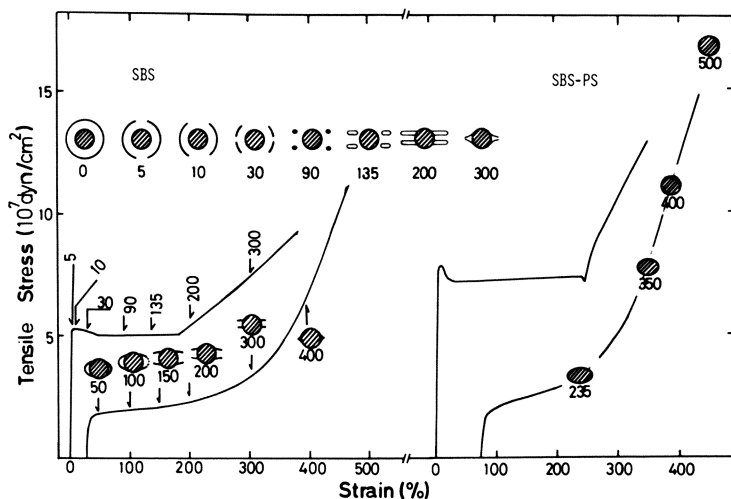 SBS
SBS-PS
500
15
0 5 10 30 90 135 200 300
Tensile Stress (10⁷dyn/cm²)
10
400
5 10 30 90 135 200 300
350
5
50 100 150 200 300 400
235
0 100 200 300 400 500 0 100 200 300 400
Strain (%)